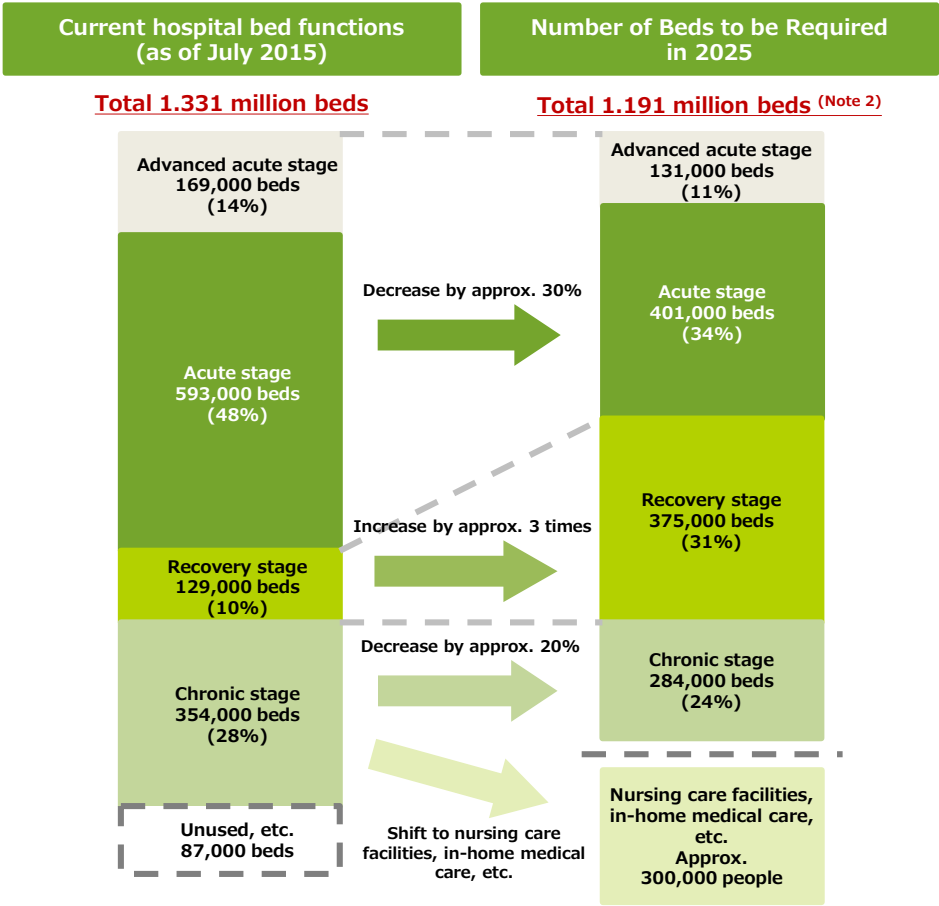 Current hospital bed functions
(as of July 2015)
Number of Beds to be Required
in 2025
Total 1.331 million beds
Total 1.191 million beds (Note 2)
Advanced acute stage
169,000 beds
(14%)
Advanced acute stage
131,000 beds
(11%)
Decrease by approx. 30%
Acute stage
593,000 beds
(48%)
Acute stage
401,000 beds
(34%)
Increase by approx. 3 times
Recovery stage
129,000 beds
(10%)
Recovery stage
375,000 beds
(31%)
Decrease by approx. 20%
Chronic stage
354,000 beds
(28%)
Chronic stage
284,000 beds
(24%)
Unused, etc.
87,000 beds
Shift to nursing care
facilities, in-home medical
care, etc.
Nursing care facilities,
in-home medical care,
etc.
Approx.
300,000 people